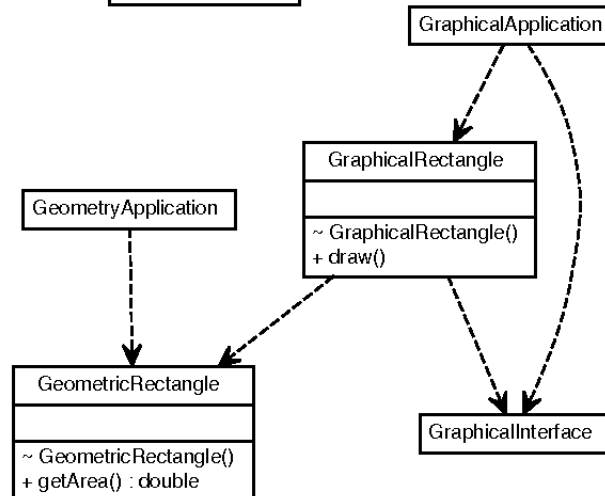 GraphicalApplication
GraphicalRectangle
~ GraphicalRectangle()
+ draw()
GeometryApplication
GeometricRectangle
~ GeometricRectangle()
+ getArea() : double
GraphicalInterface